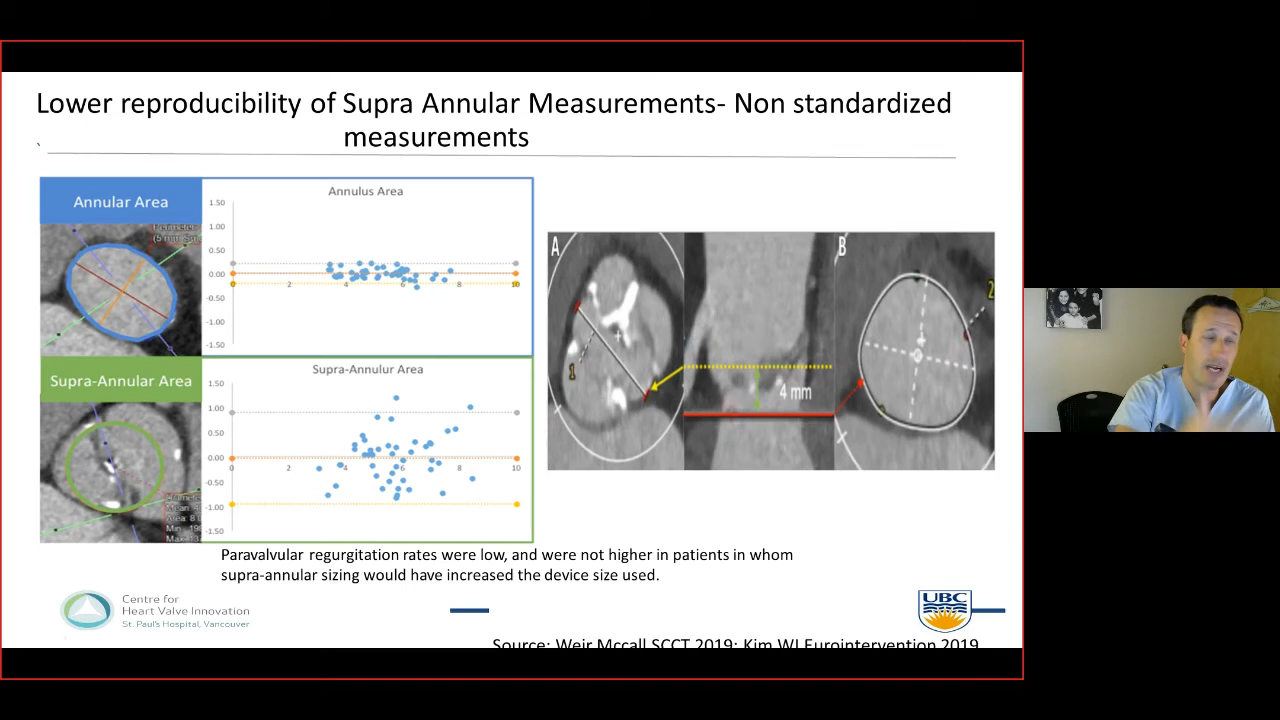 Lower reproducibility of Supra Annular Measurements- Non standardized
measurements
Annular Area
Annulus Area
1.50
1.00
0.50
0.00
-0.50
-1.00
-1.50
2
4
6
8
10
Supra-Annular Area
Supra-Annulur Area
1.50
1.00
0.50
0.00
-0.50
-1.00
-1.50
0
2
4
6
8
10
A
1
4 mm
B
2
Paravalvular regurgitation rates were low, and were not higher in patients in whom
supra-annular sizing would have increased the device size used.
Centre for
Heart Valve Innovation
St. Paul's Hospital, Vancouver
UBC
Source: Weir Mccall SCCT 2019; Kim WJ Eurointervention 2019